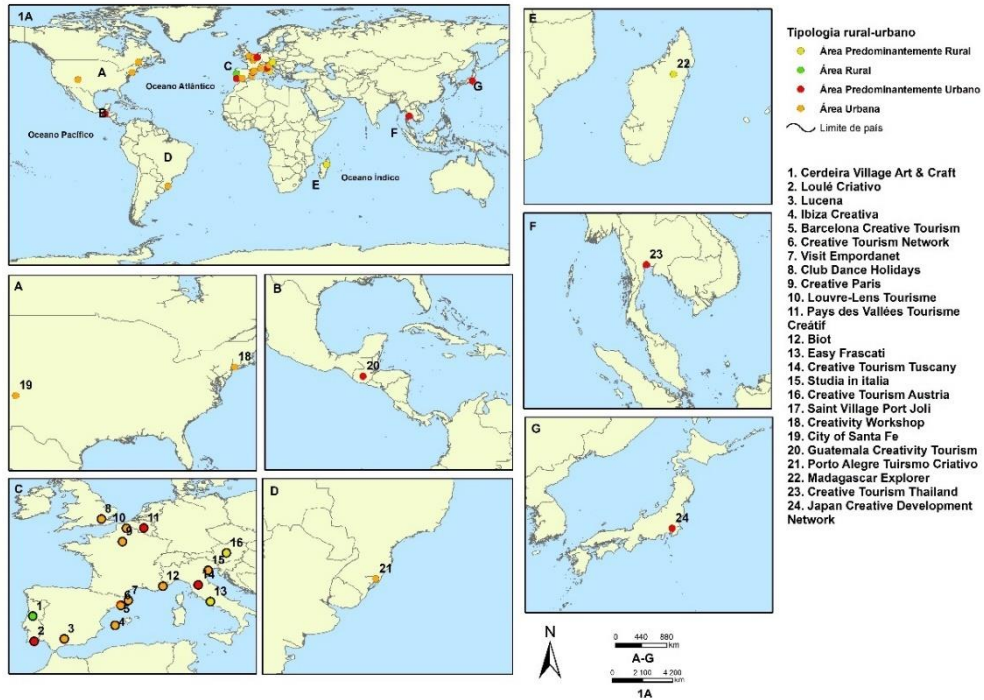 1A
A
Oceano Atlântico
C
G
B
Oceano Pacífico
F
D
Oceano Índico
E
E
22
Tipologia rural-urbano
Área Predominantemente Rural
Área Rural
Área Predominantemente Urbano
Área Urbana
Limite de país
1. Cerdeira Village Art & Craft
2. Loulé Criativo
3. Lucena
4. Ibiza Creativa
5. Barcelona Creative Tourism
6. Creative Tourism Network
7. Visit Empordanet
8. Club Dance Holidays
9. Creative Paris
10. Louvre-Lens Tourisme
11. Pays des Vallées Tourisme
Creátif
12. Biot
13. Easy Frascati
14. Creative Tourism Tuscany
15. Studia in italia
16. Creative Tourism Austria
17. Saint Village Port Joli
18. Creativity Workshop
19. City of Santa Fe
20. Guatemala Creativity Tourism
21. Porto Alegre Tuirsmo Criativo
22. Madagascar Explorer
23. Creative Tourism Thailand
24. Japan Creative Development
Network
A
18
19
B
20
F
23
C
8
10
11
9
16
15
14
12
13
7
6
5
4
1
2
3
D
21
G
24
N
0 440 880
km
A-G
0 2 100 4 200
km
1A